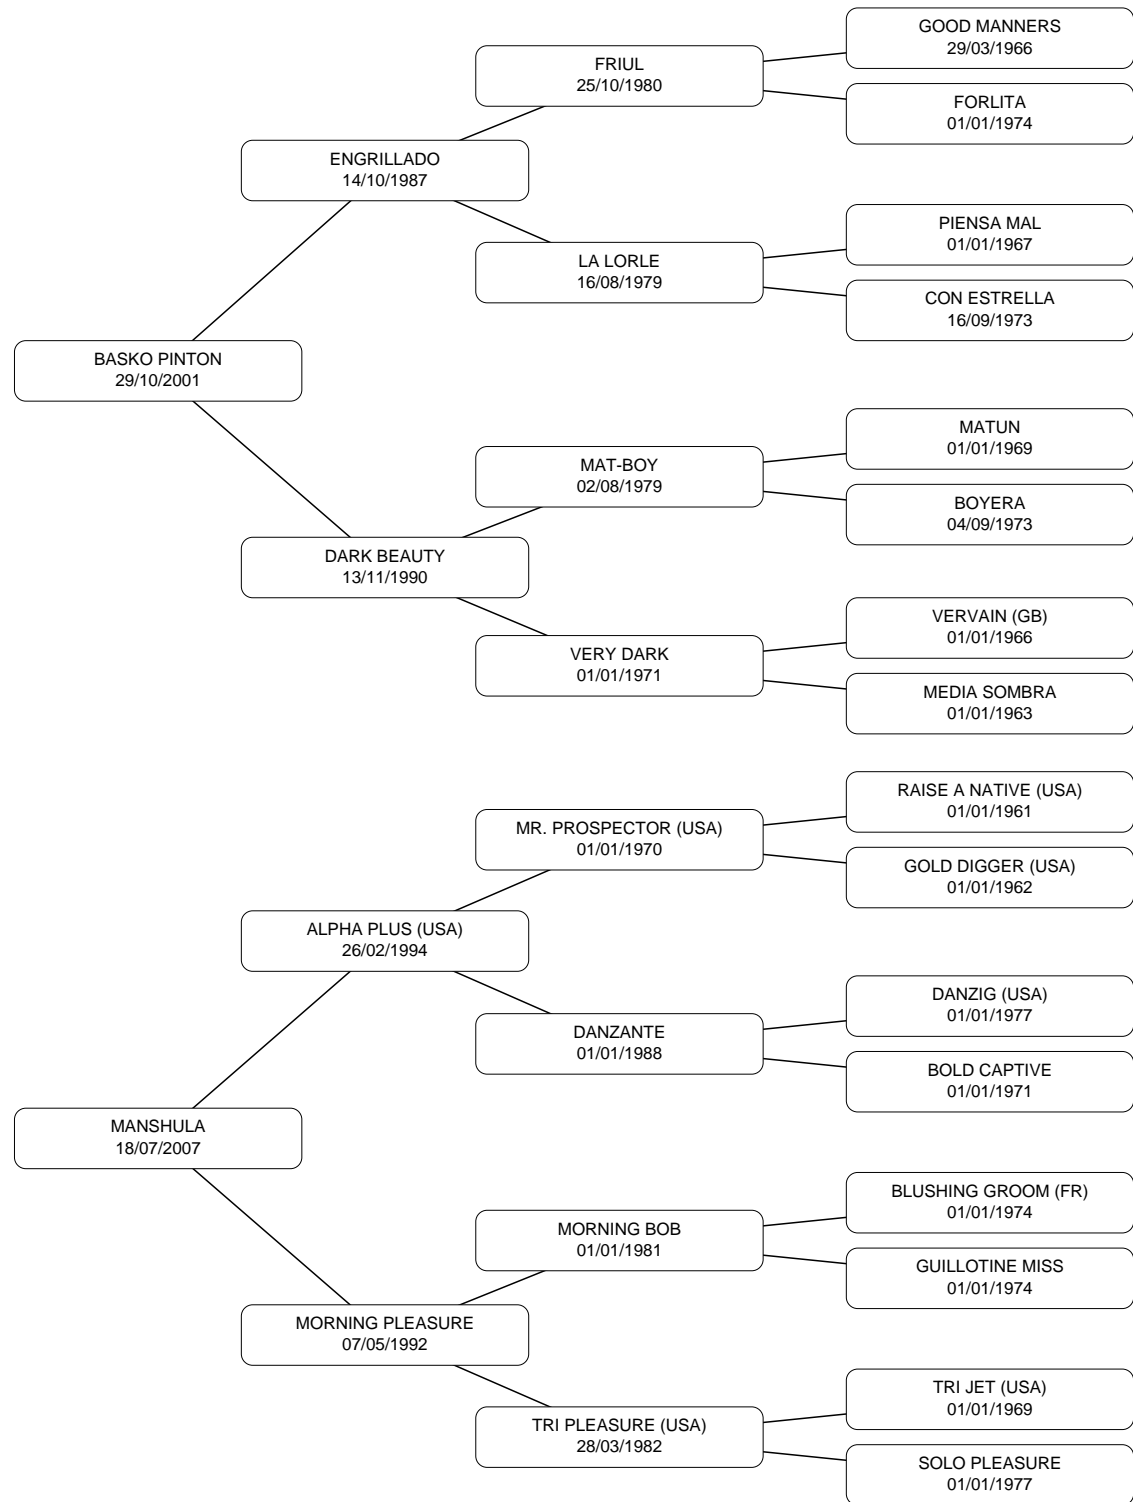 GOOD MANNERS
29/03/1966
FRIUL
25/10/1980
FORLITA
01/01/1974
ENGRILLADO
14/10/1987
PIENSA MAL
01/01/1967
LA LORLE
16/08/1979
CON ESTRELLA
16/09/1973
BASKO PINTON
29/10/2001
MATUN
01/01/1969
MAT-BOY
02/08/1979
BOYERA
04/09/1973
DARK BEAUTY
13/11/1990
VERVAIN (GB)
01/01/1966
VERY DARK
01/01/1971
MEDIA SOMBRA
01/01/1963
RAISE A NATIVE (USA)
01/01/1961
MR. PROSPECTOR (USA)
01/01/1970
GOLD DIGGER (USA)
01/01/1962
ALPHA PLUS (USA)
26/02/1994
DANZIG (USA)
01/01/1977
DANZANTE
01/01/1988
BOLD CAPTIVE
01/01/1971
MANSHULA
18/07/2007
BLUSHING GROOM (FR)
01/01/1974
MORNING BOB
01/01/1981
GUILLOTINE MISS
01/01/1974
MORNING PLEASURE
07/05/1992
TRI JET (USA)
01/01/1969
TRI PLEASURE (USA)
28/03/1982
SOLO PLEASURE
01/01/1977